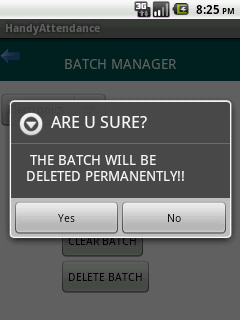 3G
8:25 PM
HandyAttendance
BATCH MANAGER
ARE U SURE?
THE BATCH WILL BE
DELETED PERMANENTLY!!
Yes
No
CLEAR BATCH
DELETE BATCH